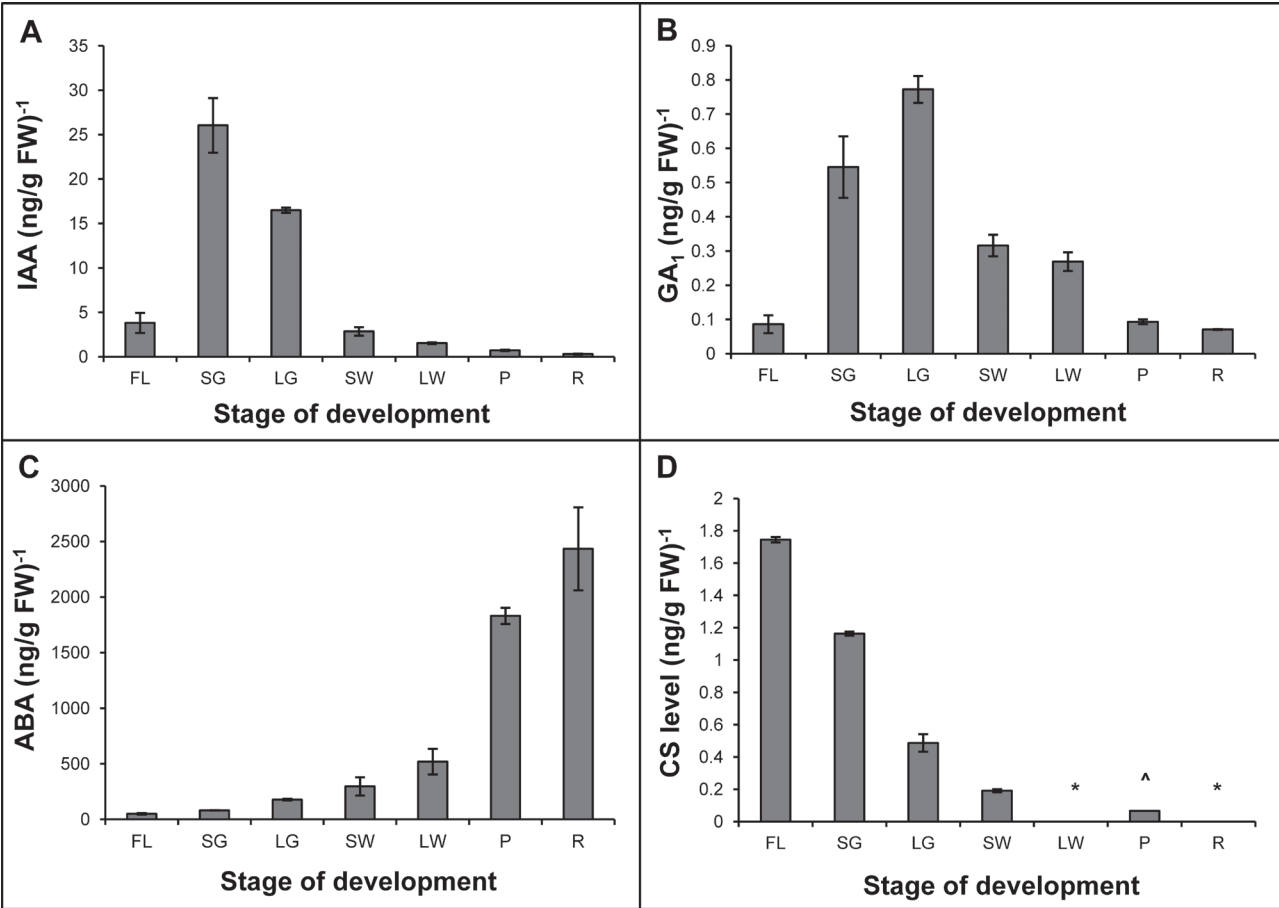 A
IAA (ng/g FW)-1
35
30
25
20
15
10
5
0
FL SG LG SW LW P R
Stage of development
B
GA1 (ng/g FW)-1
0.9
0.8
0.7
0.6
0.5
0.4
0.3
0.2
0.1
0
FL SG LG SW LW P R
Stage of development
C
ABA (ng/g FW)-1
3000
2500
2000
1500
1000
500
0
FL SG LG SW LW P R
Stage of development
D
CS level (ng/g FW)-1
2
1.8
1.6
1.4
1.2
1
0.8
0.6
0.4
0.2
0
* ^ *
FL SG LG SW LW P R
Stage of development